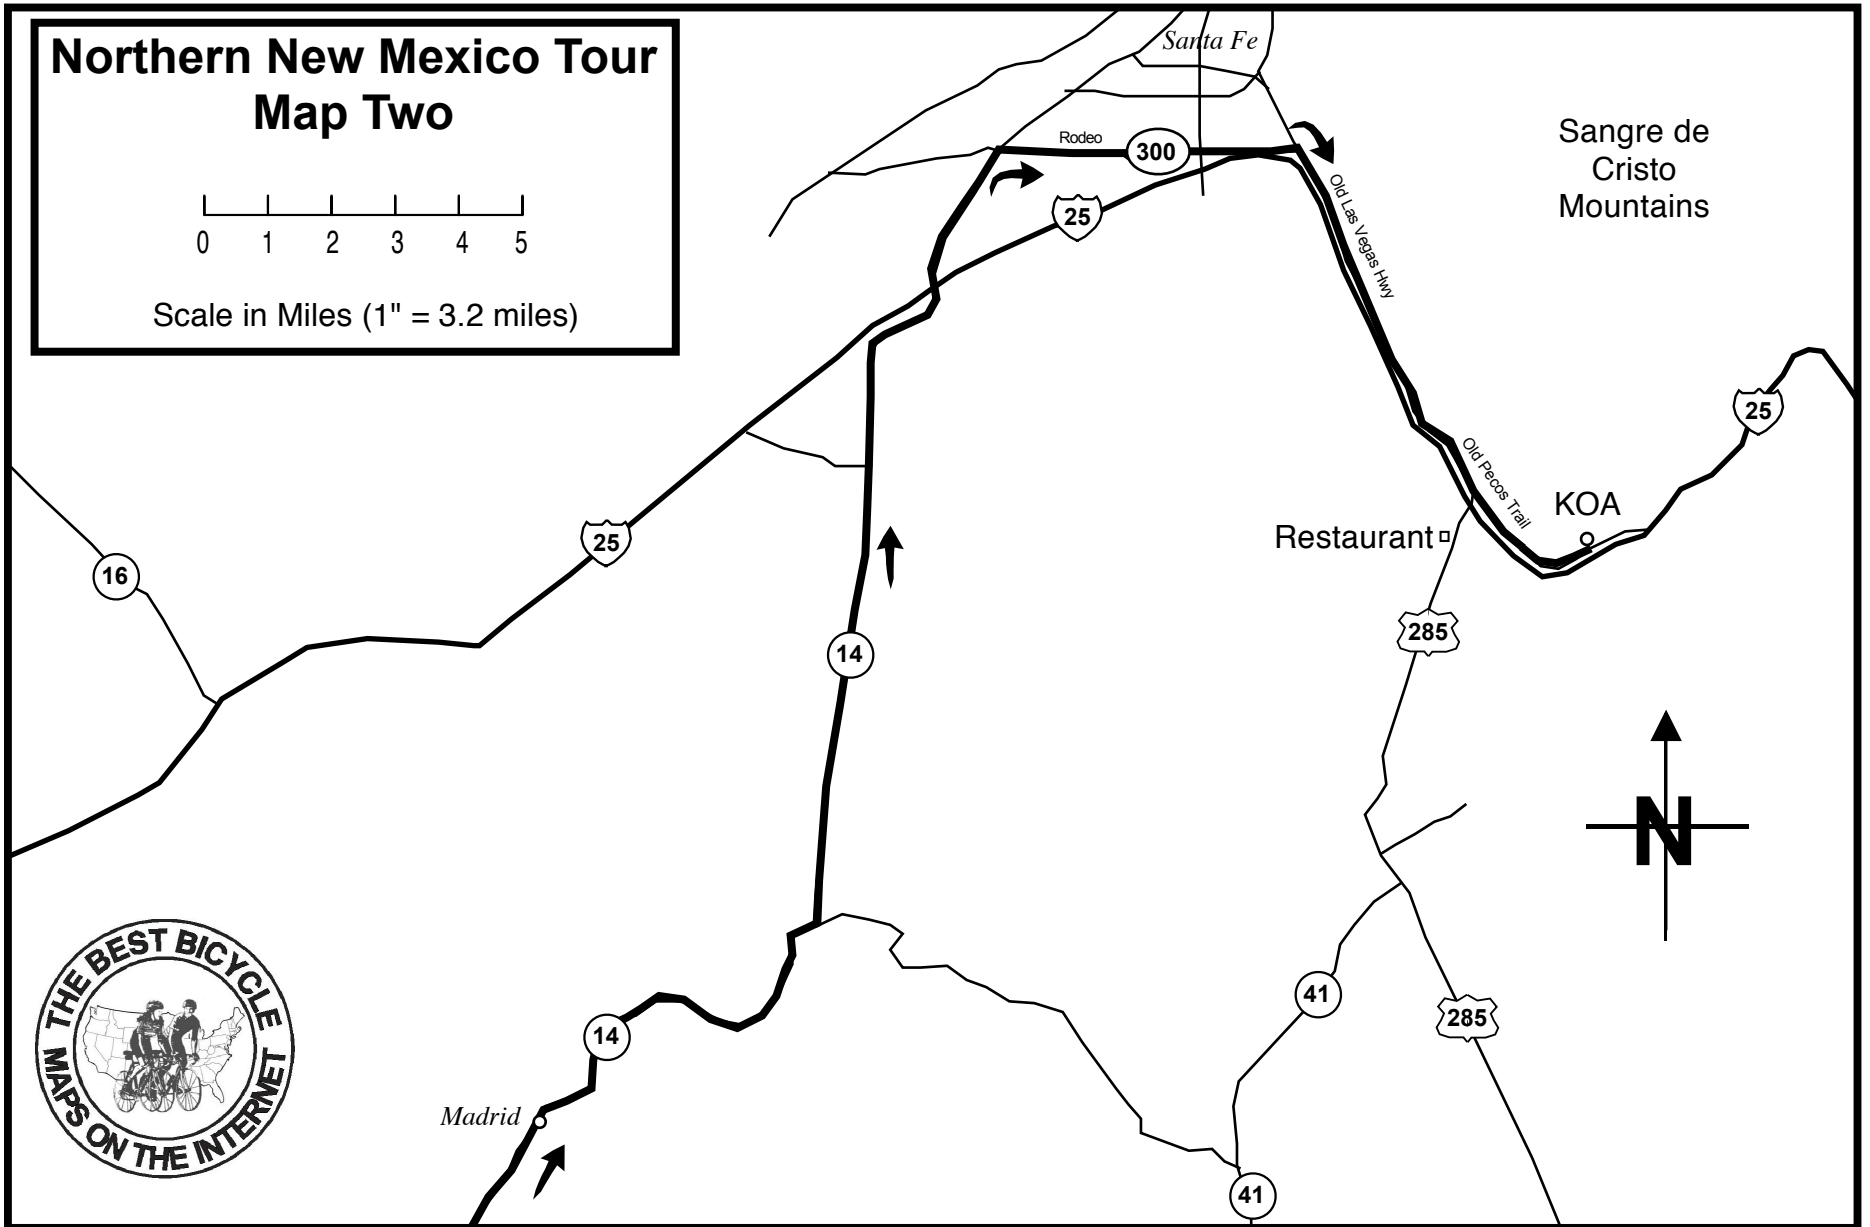 Northern New Mexico Tour
Map Two
0 1 2 3 4 5
Scale in Miles (1" = 3.2 miles)
Santa Fe
Rodeo
300
25
Old Las Vegas Hwy
Sangre de
Cristo
Mountains
25
Old Pecos Trail
KOA
Restaurant
25
16
285
14
N
41
285
14
Madrid
41
THE BEST BICYCLE
MAPS ON THE INTERNET